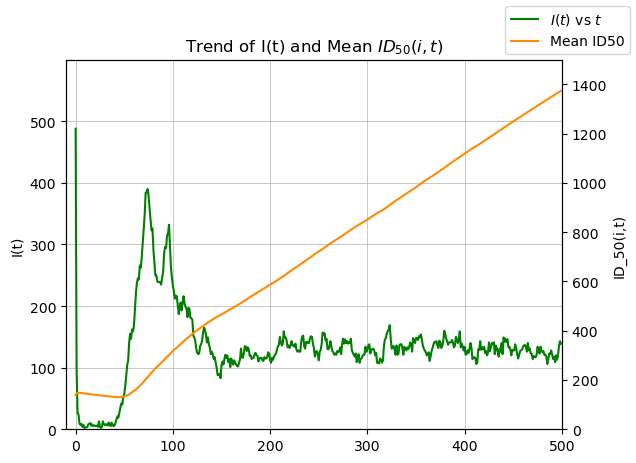 I(t) vs t
Mean ID50
Trend of I(t) and Mean ID₅₀(i, t)
I(t)
500
400
300
200
100
0
1400
1200
1000
800
600
400
200
0
ID_50(i,t)
0 100 200 300 400 500